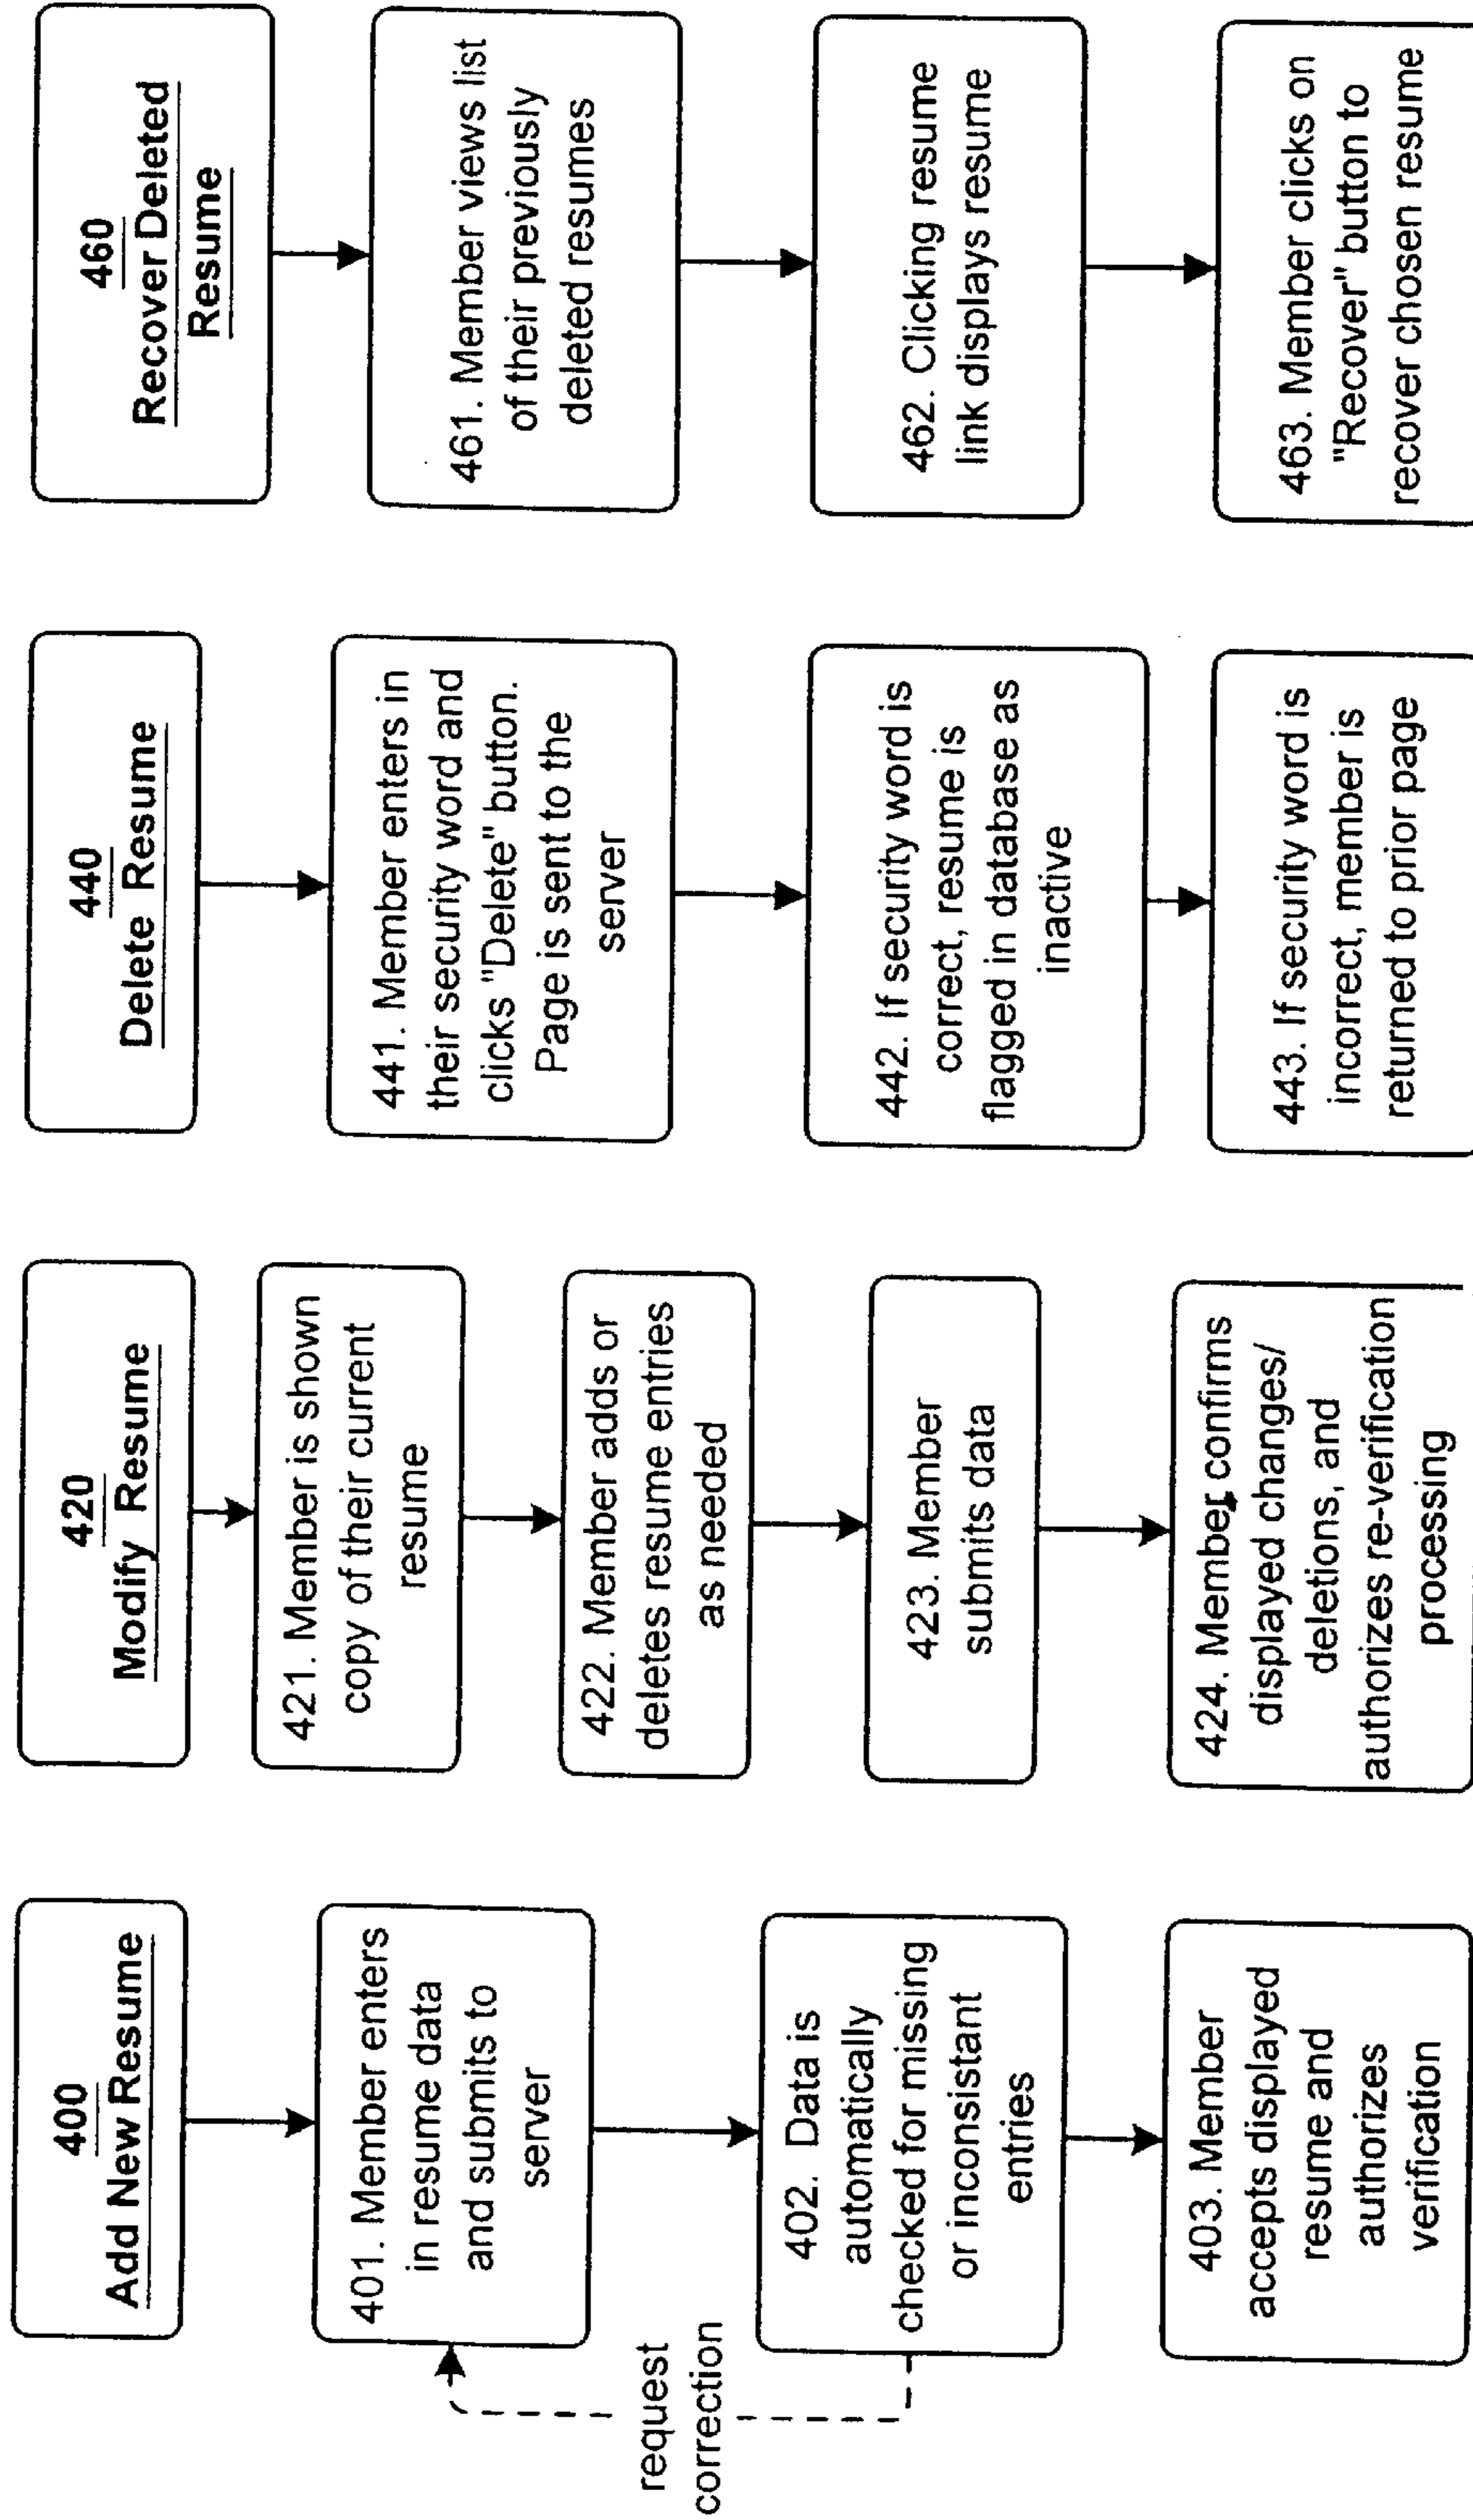 400
Add New Resume
401. Member enters
in resume data
and submits to
server
request
correction
402. Data is
automatically
checked for missing
or inconsistant
entries
403. Member
accepts displayed
resume and
authorizes
verification
420
Modify Resume
421. Member is shown
copy of their current
resume
422. Member adds or
deletes resume entries
as needed
423. Member
submits data
424. Member confirms
displayed changes/
deletions, and
authorizes re-verification
processing
440
Delete Resume
441. Member enters in
their security word and
clicks "Delete" button.
Page is sent to the
server
442. If security word is
correct, resume is
flagged in database as
inactive
443. If security word is
incorrect, member is
returned to prior page
460
Recover Deleted
Resume
461. Member views list
of their previously
deleted resumes
462. Clicking resume
link displays resume
463. Member clicks on
"Recover" button to
recover chosen resume